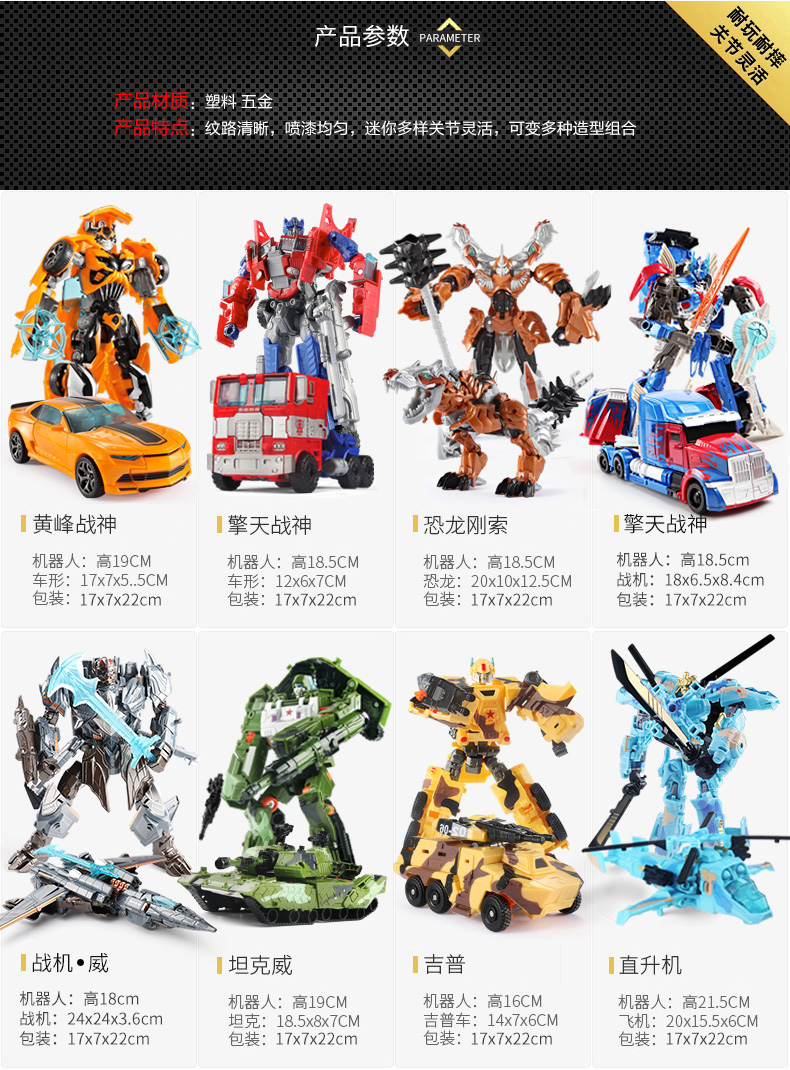 产品参数 PARAMETER
耐玩耐摔
关节灵活
产品材质：塑料 五金
产品特点：纹路清晰，喷漆均匀，迷你多样关节灵活，可变多种造型组合
黄峰战神
机器人：高19CM
车形：17x7x5..5CM
包装：17x7x22cm
擎天战神
机器人：高18.5CM
车形：12x6x7CM
包装：17x7x22cm
恐龙刚索
机器人：高18.5CM
恐龙：20x10x12.5CM
包装：17x7x22cm
擎天战神
机器人：高18.5cm
战机：18x6.5x8.4cm
包装：17x7x22cm
战机•威
机器人：高18cm
战机：24x24x3.6cm
包装：17x7x22cm
坦克威
机器人：高19CM
坦克：18.5x8x7CM
包装：17x7x22cm
吉普
机器人：高16CM
吉普车：14x7x6CM
包装：17x7x22cm
直升机
机器人：高21.5CM
飞机：20x15.5x6CM
包装：17x7x22cm